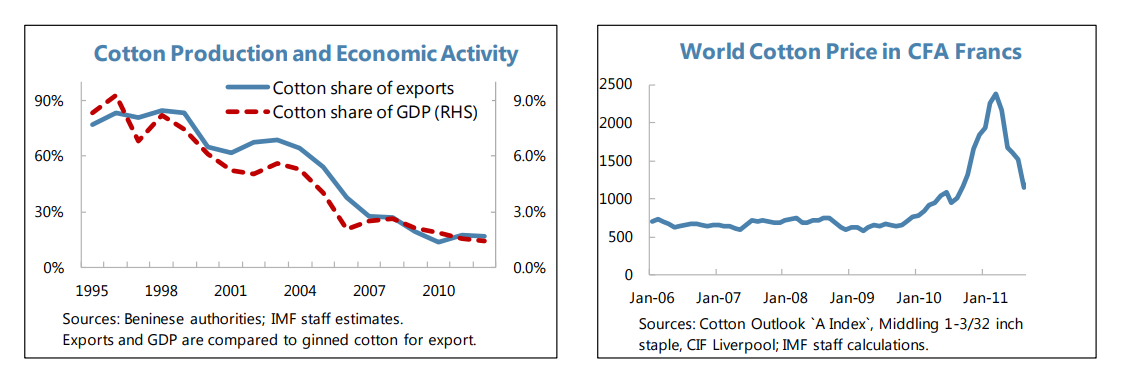 Cotton Production and Economic Activity
Cotton share of exports
Cotton share of GDP (RHS)
90%
60%
30%
0%
9.0%
6.0%
3.0%
0.0%
1995 1998 2001 2004 2007 2010
Sources: Beninese authorities; IMF staff estimates.
Exports and GDP are compared to ginned cotton for export.
World Cotton Price in CFA Francs
2500
2000
1500
1000
500
0
Jan-06 Jan-07 Jan-08 Jan-09 Jan-10 Jan-11
Sources: Cotton Outlook `A Index`, Middling 1-3/32 inch
staple, CIF Liverpool; IMF staff calculations.